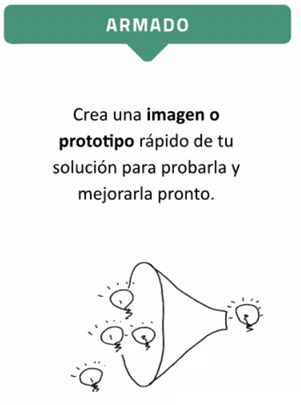 ARMADO
Crea una imagen o
prototipo rápido de tu
solución para probarla y
mejorarla pronto.